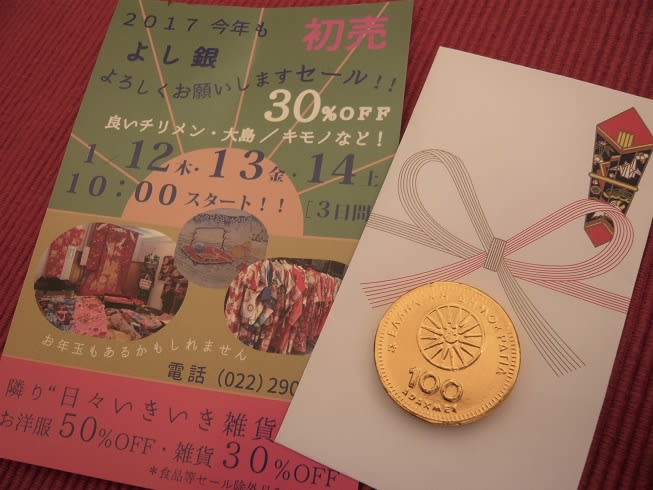 2017 今年も
初売
よし銀
よろしくお願いしますセール!!
30%OFF
良いチリメン・大島/キモノなど!
1/12木・13金・14土
10:00 スタート!! [3日間
お年玉もあるかもしれません
電話 (022) 290
隣り“日々いきいき雑貨
お洋服 50%OFF・雑貨 30%OFF
*食品等セール除外品
ΕΛΛΗΝΙΚΗ ΔΗΜΟΚΡΑΤΙΑ
100